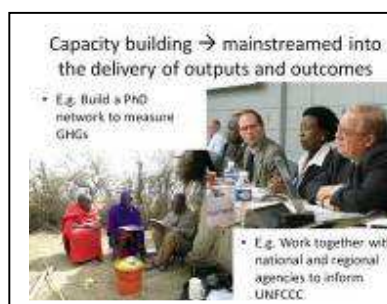 Capacity building → mainstreamed into
the delivery of outputs and outcomes
• E.g. Build a PhD
network to measure
GHGs
• E.g. Work together with
national and regional
agencies to inform
UNFCCC